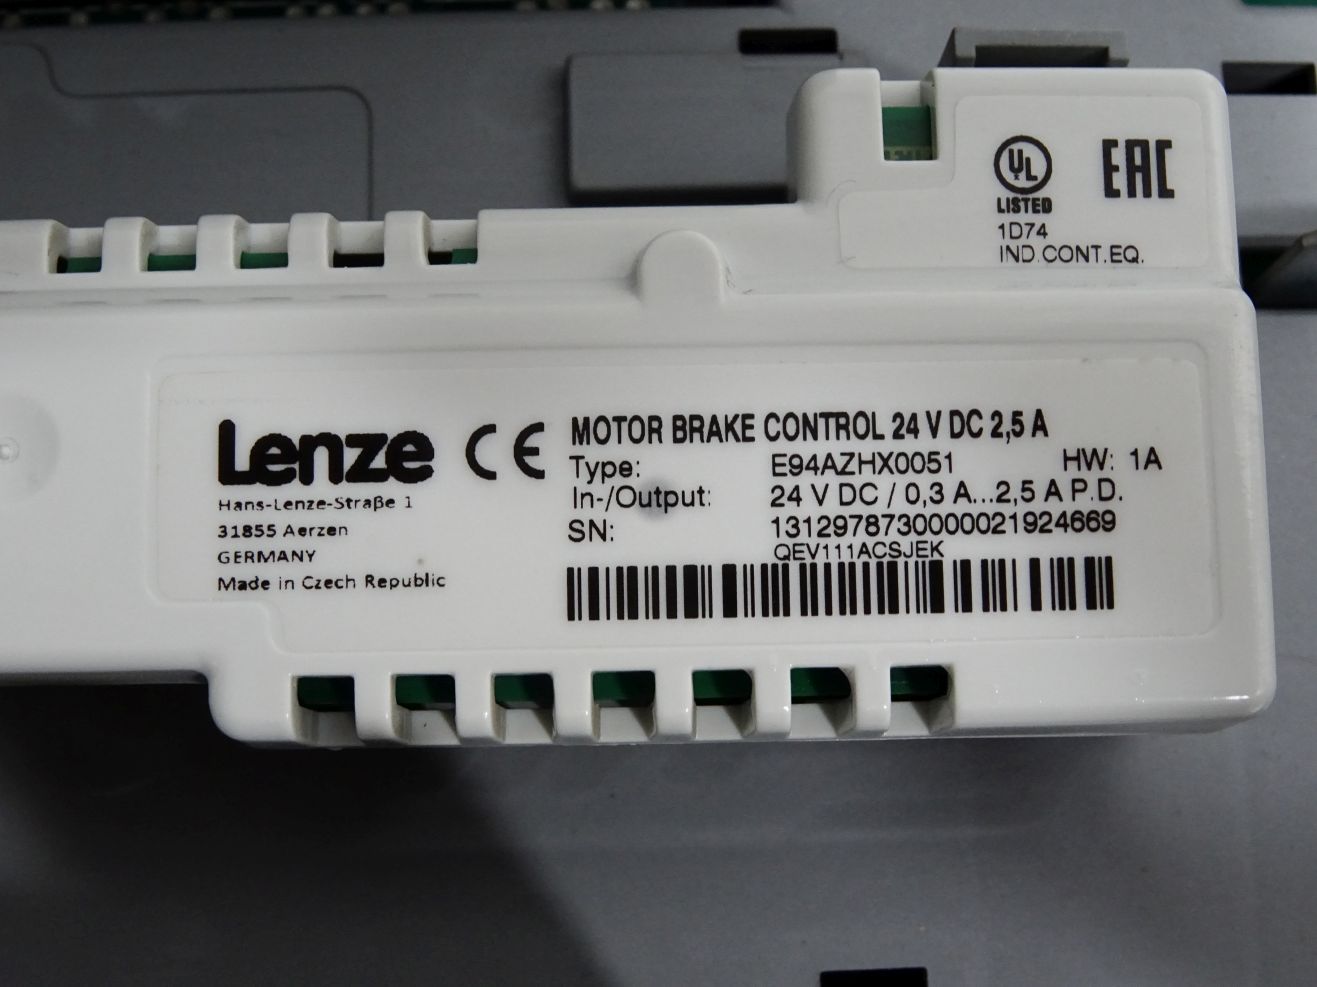 UL
LISTED
EAC
1D74
IND.CONT.EQ.
Lenze CE
Hans-Lenze-Straße 1
31855 Aerzen
GERMANY
Made in Czech Republic
MOTOR BRAKE CONTROL 24 V DC 2,5 A
Type: E94AZHX0051 HW: 1A
In-/Output: 24 V DC / 0,3 A...2,5 A P.D.
SN: 13129787300000021924669
QEV111ACSJEK